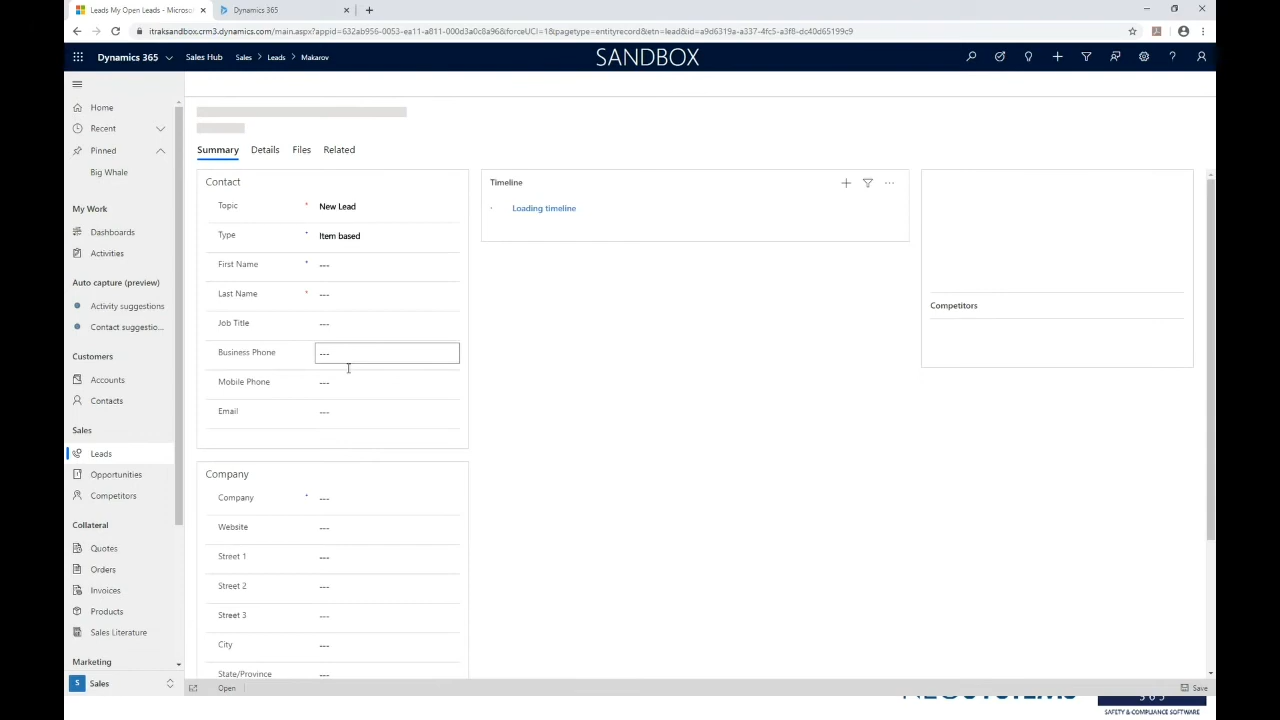 Leads My Open Leads - Microso
Dynamics 365
itraksandbox.crm3.dynamics.com/main.aspx?appid=632ab956-0053-ea11-a811-000d3a0c8a96&forceUCI=1&pagetype=entityrecord&etn=lead&id=a9d6319a-a337-4fc5-a3f8-dc40d65199c9
Dynamics 365
Sales Hub
Sales > Leads > Makarov
SANDBOX
Home
Recent
Pinned
Big Whale
My Work
Dashboards
Activities
Auto capture (preview)
Activity suggestions
Contact suggestio...
Customers
Accounts
Contacts
Sales
Leads
Opportunities
Competitors
Collateral
Quotes
Orders
Invoices
Products
Sales Literature
Marketing
S Sales
Summary Details Files Related
Contact
Topic * New Lead
Type * Item based
First Name * ---
Last Name * ---
Job Title ---
Business Phone ---
Mobile Phone ---
Email ---
Company
Company * ---
Website ---
Street 1 ---
Street 2 ---
Street 3 ---
City ---
State/Province
Timeline
Loading timeline
Competitors
Open
Save
365
SAFETY & COMPLIANCE SOFTWARE